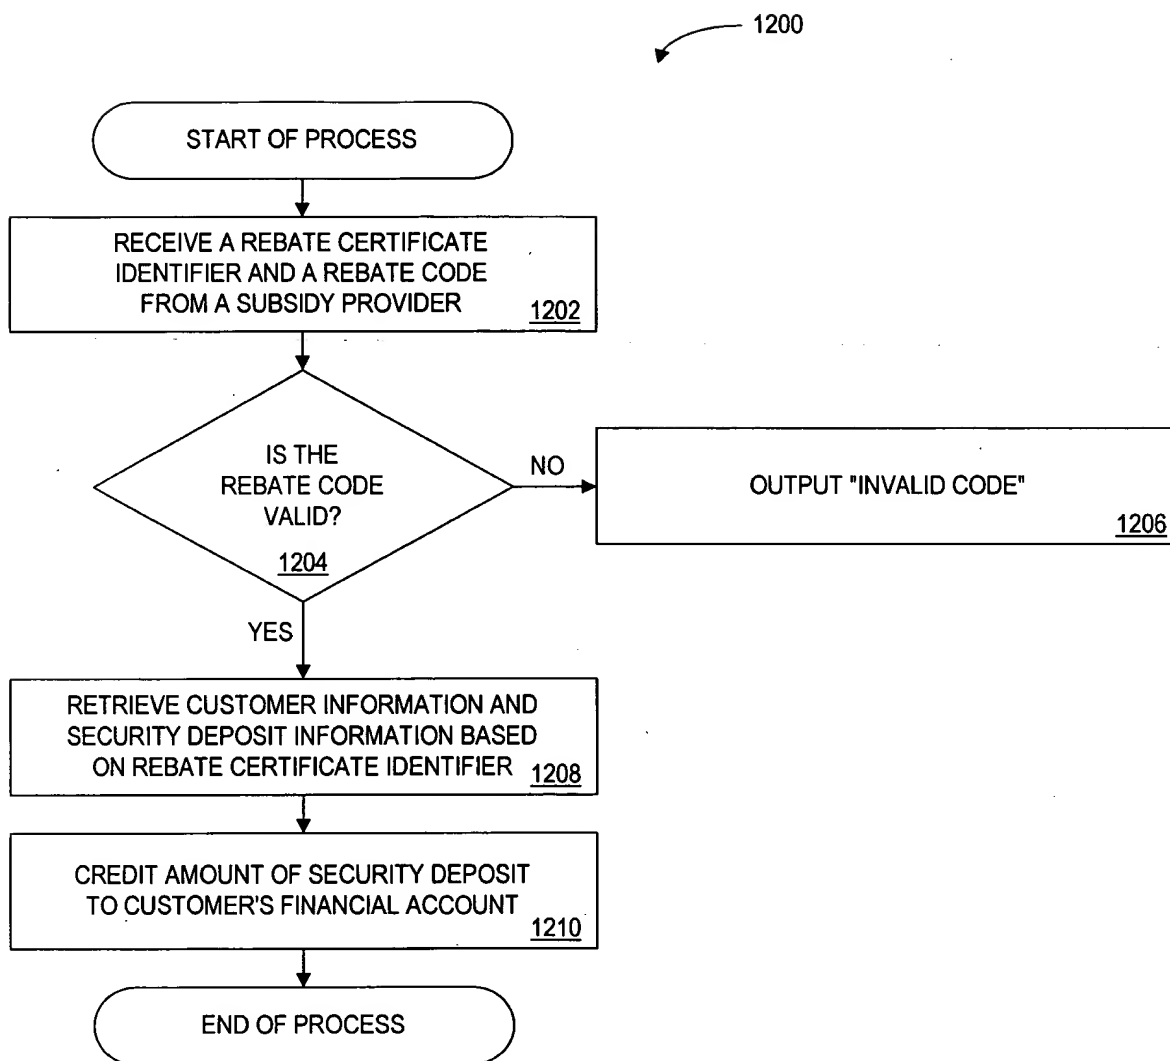 1200
START OF PROCESS
RECEIVE A REBATE CERTIFICATE
IDENTIFIER AND A REBATE CODE
FROM A SUBSIDY PROVIDER
1202
IS THE
REBATE CODE
VALID?
1204
NO
OUTPUT "INVALID CODE"
1206
YES
RETRIEVE CUSTOMER INFORMATION AND
SECURITY DEPOSIT INFORMATION BASED
ON REBATE CERTIFICATE IDENTIFIER
1208
CREDIT AMOUNT OF SECURITY DEPOSIT
TO CUSTOMER'S FINANCIAL ACCOUNT
1210
END OF PROCESS